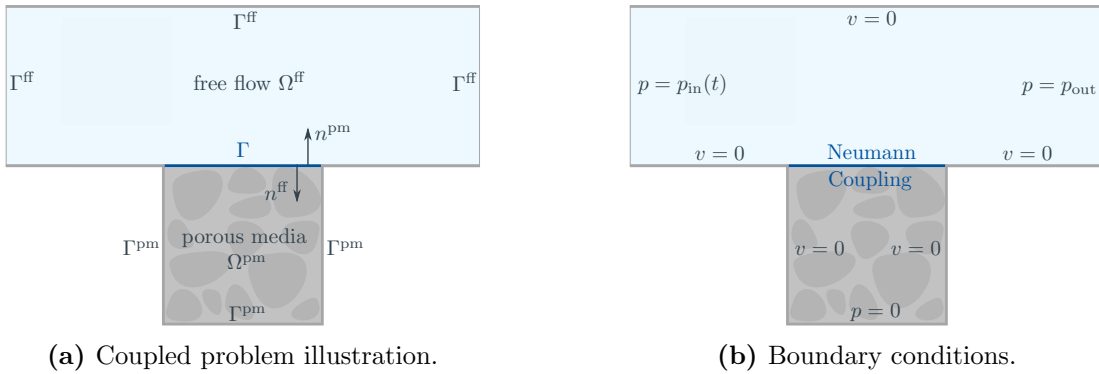 Γ^ff
Γ^ff
free flow Ω^ff
Γ^ff
n^pm
Γ
n^ff
Γ^pm
porous media
Ω^pm
Γ^pm
Γ^pm
(a) Coupled problem illustration.
v = 0
p = p_in(t)
p = p_out
v = 0
Neumann
Coupling
v = 0
v = 0
v = 0
p = 0
(b) Boundary conditions.